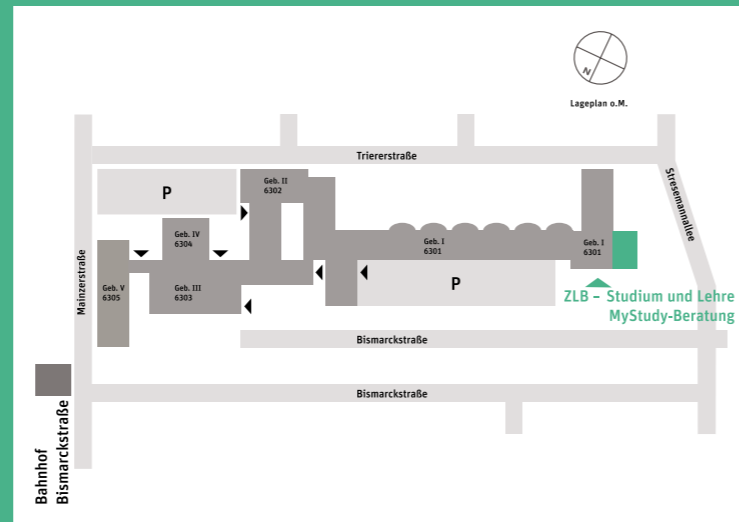 N
Lageplan o.M.
Triererstraße
Stresemannallee
Mainzerstraße
P
Geb. II
6302
Geb. IV
6304
Geb. I
6301
Geb. I
6301
Geb. V
6305
Geb. III
6303
P
ZLB – Studium und Lehre
MyStudy-Beratung
Bismarckstraße
Bismarckstraße
Bahnhof
Bismarckstraße